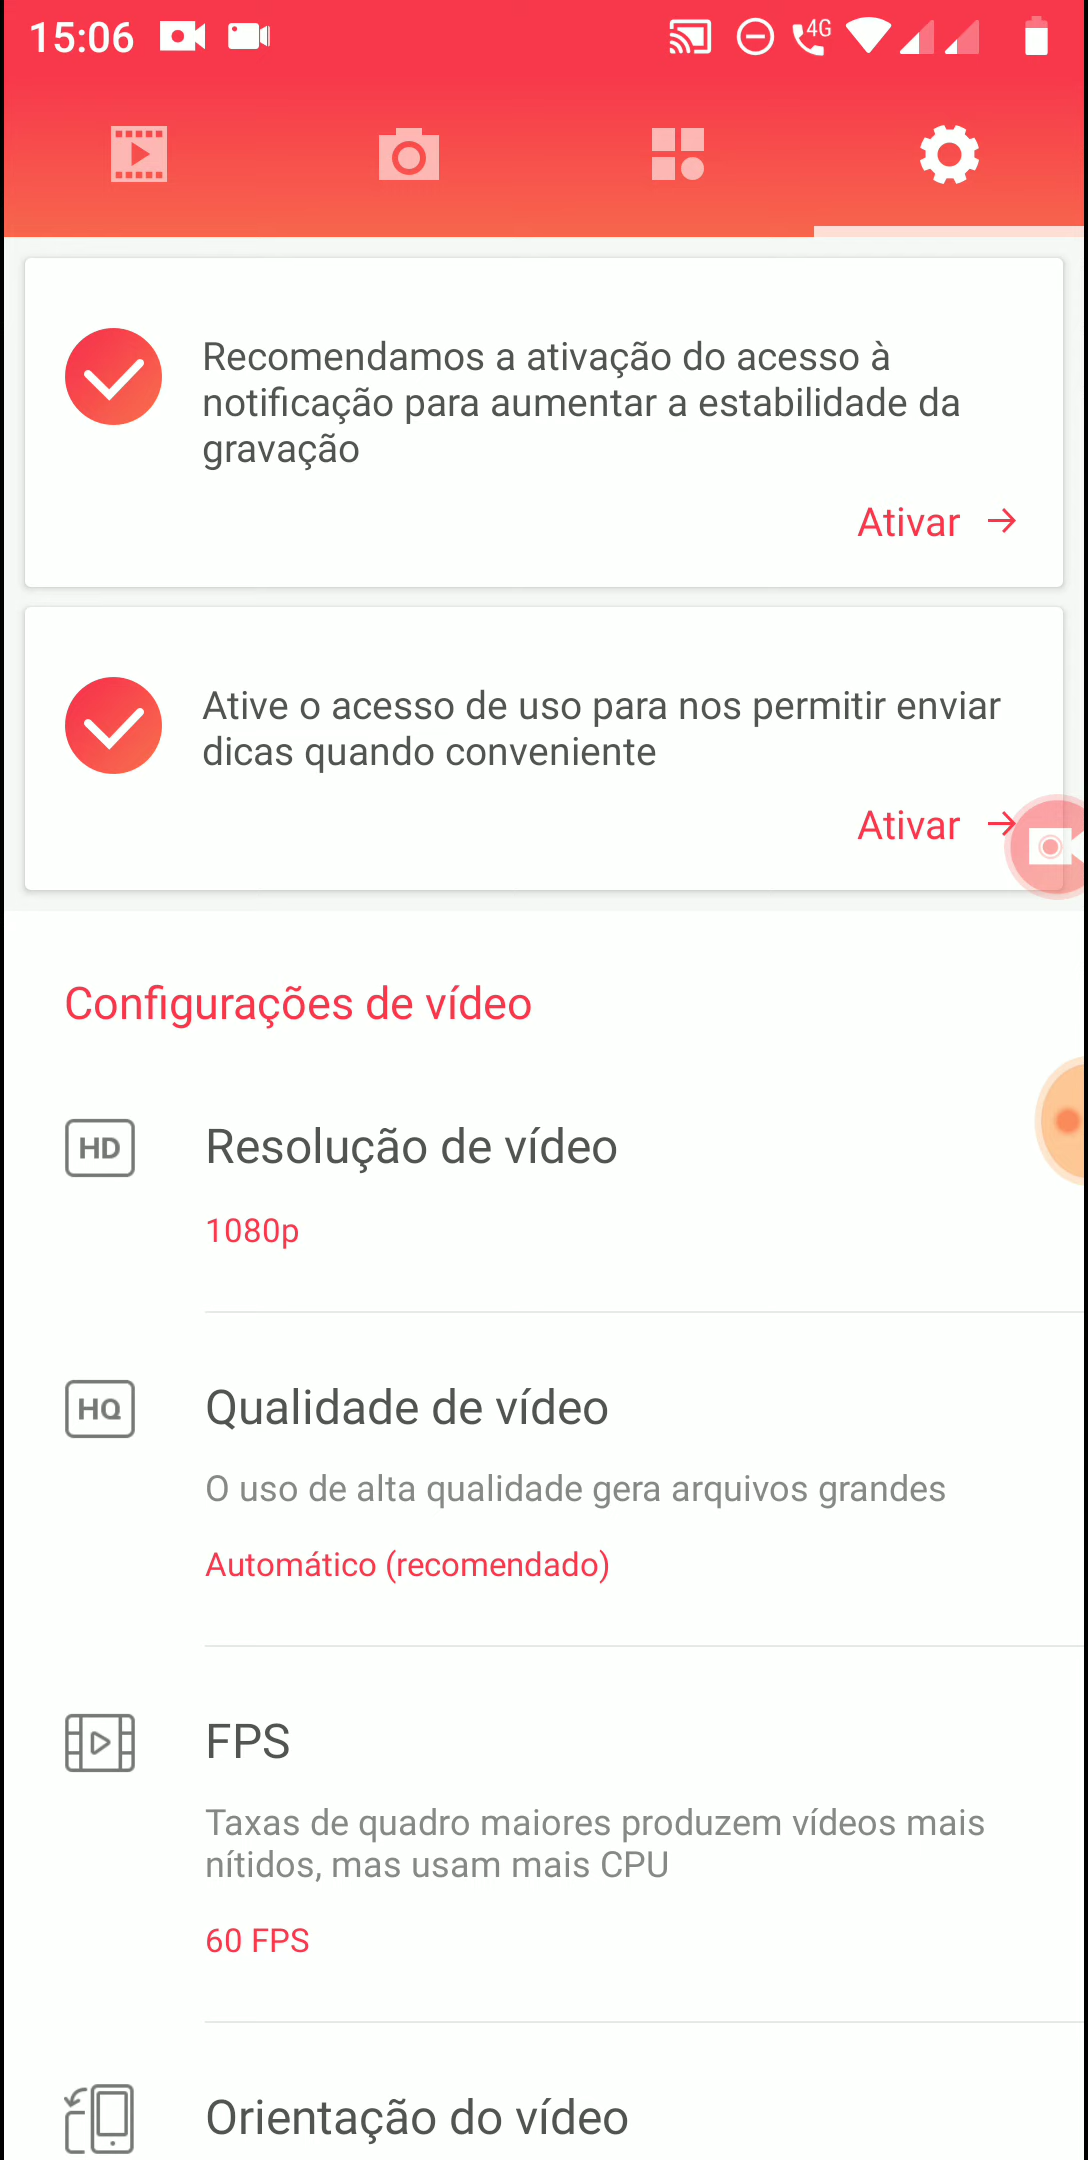 15:06
4G
Recomendamos a ativação do acesso à
notificação para aumentar a estabilidade da
gravação
Ativar
Ative o acesso de uso para nos permitir enviar
dicas quando conveniente
Ativar
Configurações de vídeo
HD
Resolução de vídeo
1080p
HQ
Qualidade de vídeo
O uso de alta qualidade gera arquivos grandes
Automático (recomendado)
FPS
Taxas de quadro maiores produzem vídeos mais
nítidos, mas usam mais CPU
60 FPS
Orientação do vídeo